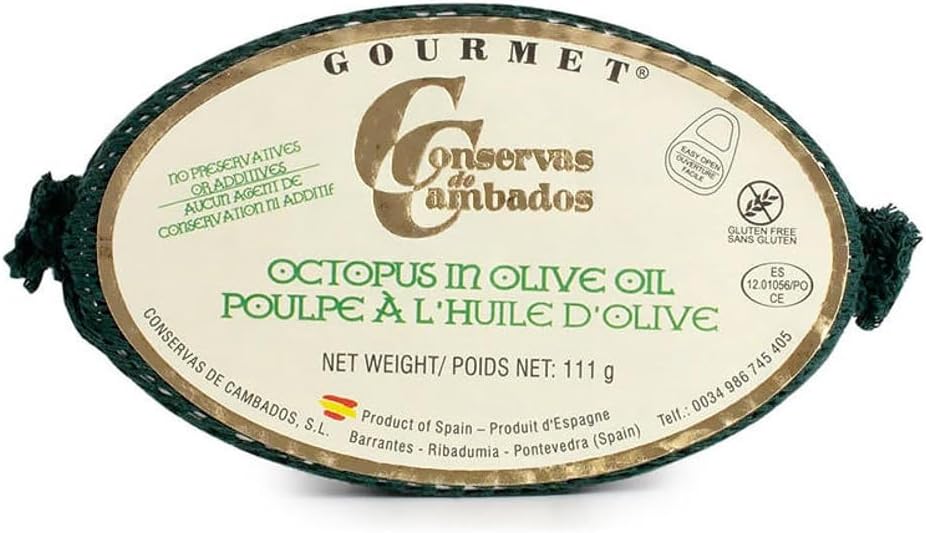 GOURMET®
Conservas
de
Cambados
NO PRESERVATIVES
OR ADDITIVES
AUCUN AGENT DE
CONSERVATION NI ADDITIF
EASY OPEN
OUVERTURE
FACILE
GLUTEN FREE
SANS GLUTEN
OCTOPUS IN OLIVE OIL
POULPE À L'HUILE D'OLIVE
ES
12.01056/PO
CE
NET WEIGHT/ POIDS NET: 111 g
CONSERVAS DE CAMBADOS, S.L.
Product of Spain – Produit d'Espagne
Barrantes - Ribadumia - Pontevedra (Spain)
Telf.: 0034 986 745 405